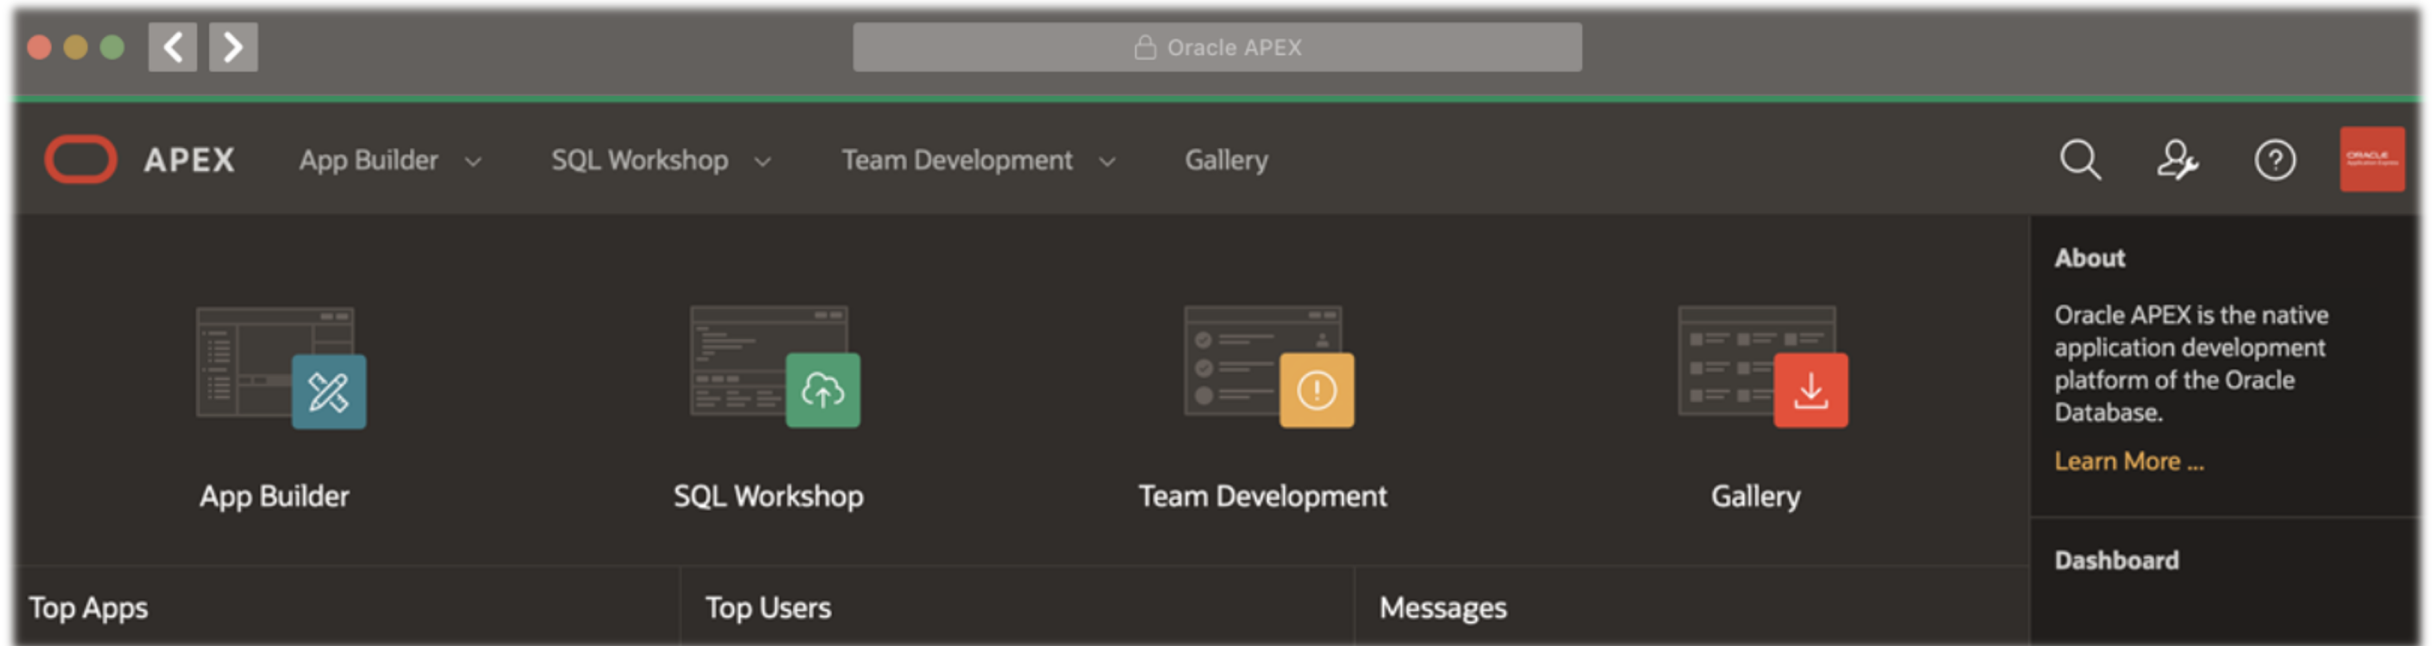 Oracle APEX
APEX App Builder SQL Workshop Team Development Gallery
ORACLE
App Builder SQL Workshop Team Development Gallery
About
Oracle APEX is the native
application development
platform of the Oracle
Database.
Learn More ...
Dashboard
Top Apps Top Users Messages